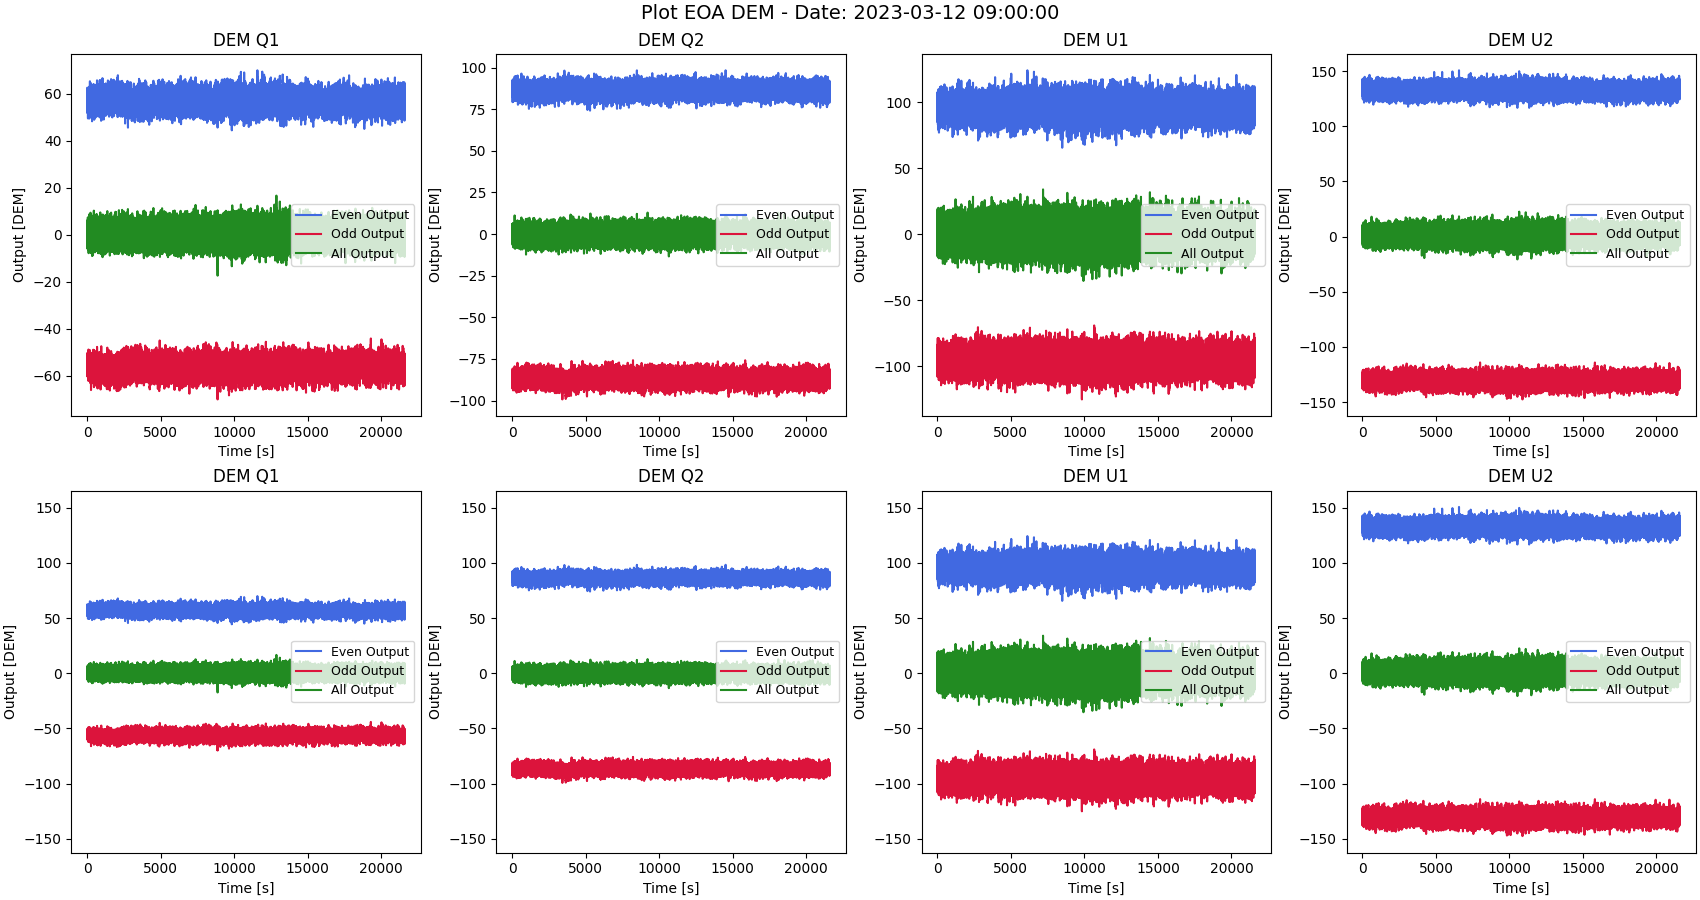 Plot EOA DEM - Date: 2023-03-12 09:00:00
DEM Q1
60
40
20
0
−20
−40
−60
Output [DEM]
0 5000 10000 15000 20000
Time [s]
Even Output
Odd Output
All Output
DEM Q2
100
75
50
25
0
−25
−50
−75
−100
Output [DEM]
0 5000 10000 15000 20000
Time [s]
Even Output
Odd Output
All Output
DEM U1
100
50
0
−50
−100
Output [DEM]
0 5000 10000 15000 20000
Time [s]
Even Output
Odd Output
All Output
DEM U2
150
100
50
0
−50
−100
−150
Output [DEM]
0 5000 10000 15000 20000
Time [s]
Even Output
Odd Output
All Output
DEM Q1
150
100
50
0
−50
−100
−150
Output [DEM]
0 5000 10000 15000 20000
Time [s]
Even Output
Odd Output
All Output
DEM Q2
150
100
50
0
−50
−100
−150
Output [DEM]
0 5000 10000 15000 20000
Time [s]
Even Output
Odd Output
All Output
DEM U1
150
100
50
0
−50
−100
−150
Output [DEM]
0 5000 10000 15000 20000
Time [s]
Even Output
Odd Output
All Output
DEM U2
150
100
50
0
−50
−100
−150
Output [DEM]
0 5000 10000 15000 20000
Time [s]
Even Output
Odd Output
All Output